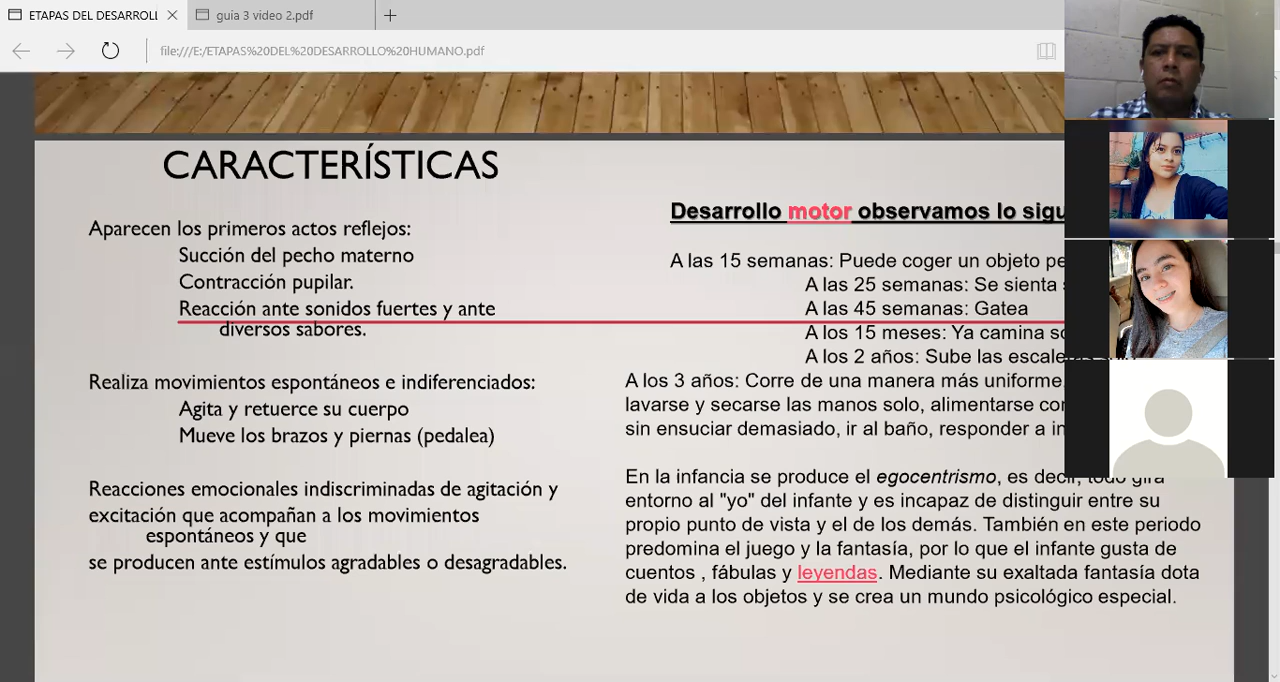 ETAPAS DEL DESARROLL
guia 3 video 2.pdf
file:///E:/ETAPAS%20DEL%20DESARROLLO%20HUMANO.pdf
CARACTERÍSTICAS
Aparecen los primeros actos reflejos:
Succión del pecho materno
Contracción pupilar.
Reacción ante sonidos fuertes y ante
diversos sabores.
Realiza movimientos espontáneos e indiferenciados:
Agita y retuerce su cuerpo
Mueve los brazos y piernas (pedalea)
Reacciones emocionales indiscriminadas de agitación y
excitación que acompañan a los movimientos
espontáneos y que
se producen ante estímulos agradables o desagradables.
Desarrollo motor observamos lo sigu
A las 15 semanas: Puede coger un objeto pe
A las 25 semanas: Se sienta s
A las 45 semanas: Gatea
A los 15 meses: Ya camina so
A los 2 años: Sube las escaleras solo
A los 3 años: Corre de una manera más uniforme,
lavarse y secarse las manos solo, alimentarse con
sin ensuciar demasiado, ir al baño, responder a in
En la infancia se produce el egocentrismo, es decir, todo gira
entorno al "yo" del infante y es incapaz de distinguir entre su
propio punto de vista y el de los demás. También en este periodo
predomina el juego y la fantasía, por lo que el infante gusta de
cuentos , fábulas y leyendas. Mediante su exaltada fantasía dota
de vida a los objetos y se crea un mundo psicológico especial.